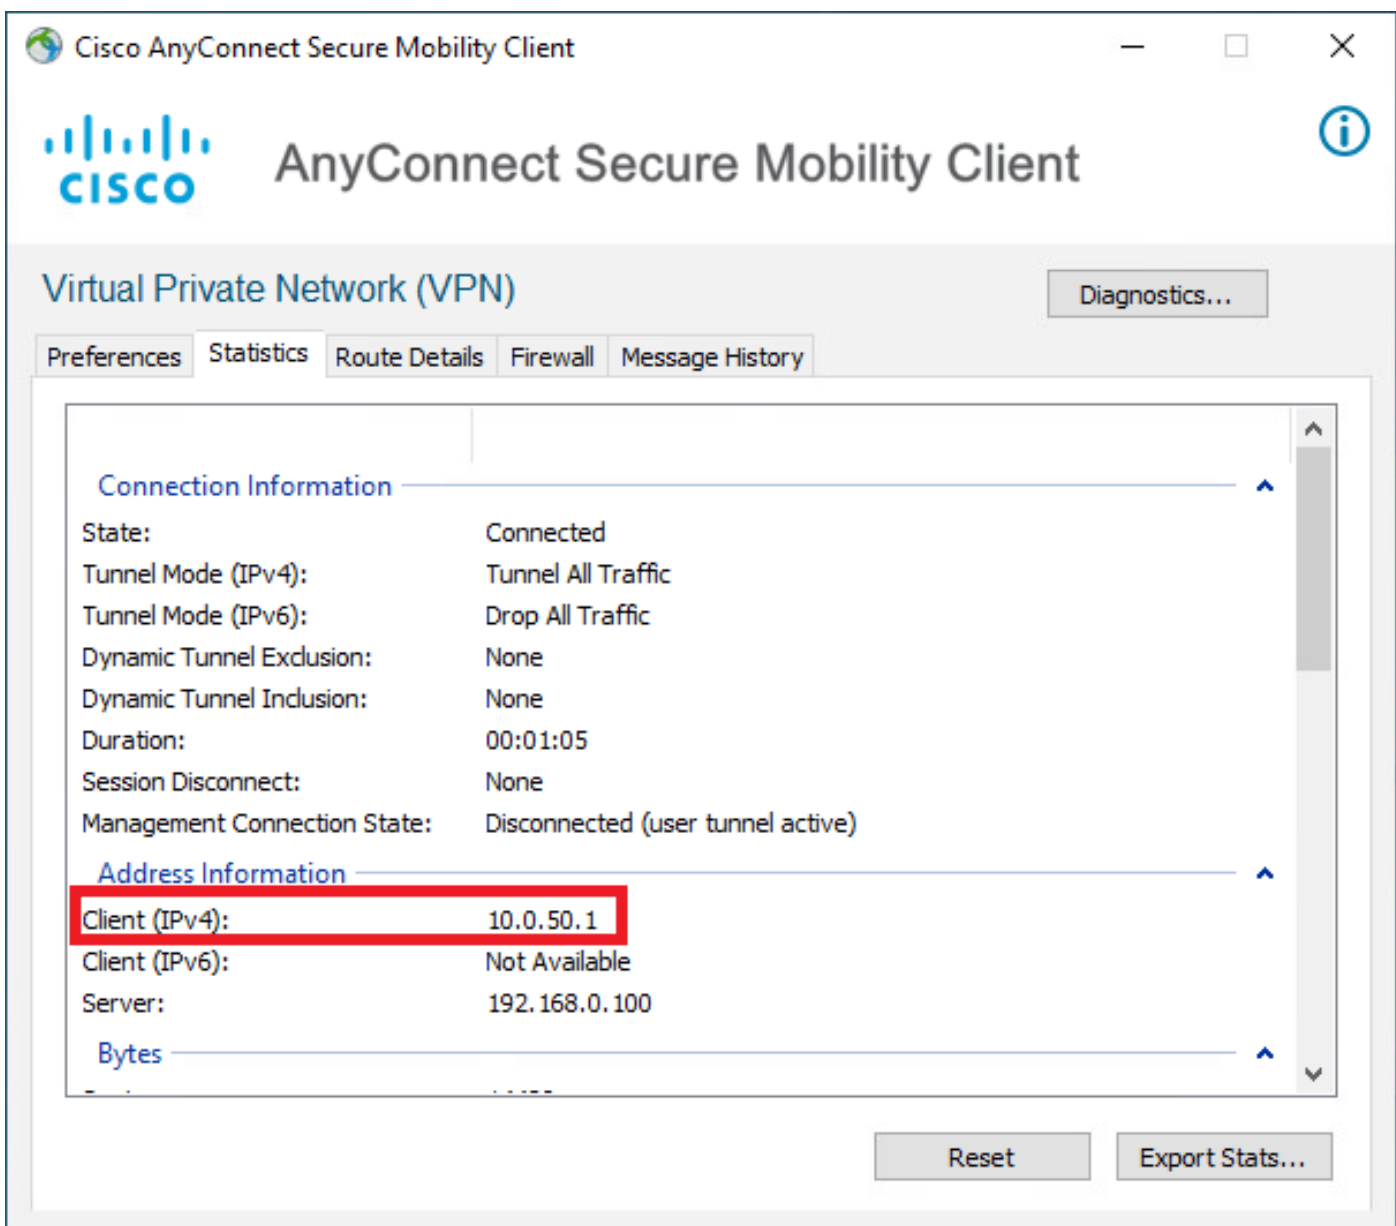 Cisco AnyConnect Secure Mobility Client
CISCO
AnyConnect Secure Mobility Client
Virtual Private Network (VPN)
Diagnostics...
Preferences Statistics Route Details Firewall Message History
Connection Information
State: Connected
Tunnel Mode (IPv4): Tunnel All Traffic
Tunnel Mode (IPv6): Drop All Traffic
Dynamic Tunnel Exclusion: None
Dynamic Tunnel Inclusion: None
Duration: 00:01:05
Session Disconnect: None
Management Connection State: Disconnected (user tunnel active)
Address Information
Client (IPv4): 10.0.50.1
Client (IPv6): Not Available
Server: 192.168.0.100
Bytes
Reset Export Stats...